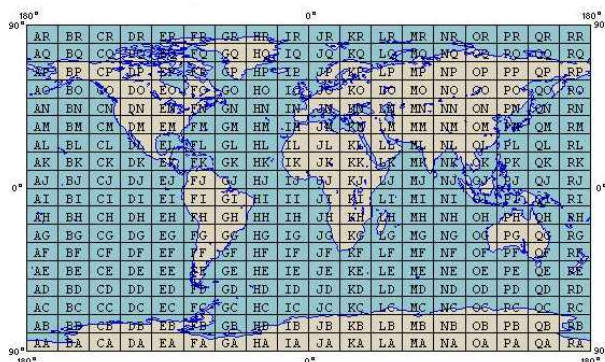 180° 0° 180°
90° 90°
AR BR CR DR ER FR GR HR IR JR KR LR MR NR OR PR QR RR
AQ BQ CQ DQ EQ FQ GQ HQ IQ JQ KQ LQ MQ NQ OQ PQ QQ RQ
AP BP CP DP EP FP GP HP IP JP KP LP MP NP OP PP QP RP
AO BO DO EO FO GO HO IO KO LO MO NO OO PO QO RO
AN BN CN DN EN FN GN HN IN JN KN LN MN NN ON PN QN RN
AM BM CM DM EM FM GM HM IM JM KM LM MM NM OM PM QM RM
AL BL CL DL EL FL GL HL IL JL KL LL ML NL OL PL QL RL
AK BK CK DK EK FK GK HK IK JK KK LK MK NK OK PK QK RK
0° 0°
AJ BJ CJ DJ EJ FJ GJ HJ IJ JJ KJ LJ MJ NJ OJ PJ QJ RJ
AI BI CI DI EI FI GI HI II JI KI LI MI NI OI PI QI RI
AH BH CH DH EH FH GH HH IH JH KH LH MH NH OH PH QH RH
AG BG CG DG EG FG GG HG IG JG KG LG MG NG OG PG QG RG
AF BF CF DF EF FF GF HF IF JF KF LF MF NF OF PF QF RF
AE BE CE DE EE FE GE HE IE JE KE LE ME NE OE PE QE RE
AD BD CD DD ED FD GD HD ID JD KD LD MD ND OD PD QD RD
AC BC CC DC EC FC GC HC IC JC KC LC MC NC OC PC QC RC
AB BB CB DB EB FB GB HB IB JB KB LB MB NB OB PB QB RB
BA CA DA EA FA GA HA IA JA KA LA MA NA OA PA QA RA
90° 90°
180° 0° 180°